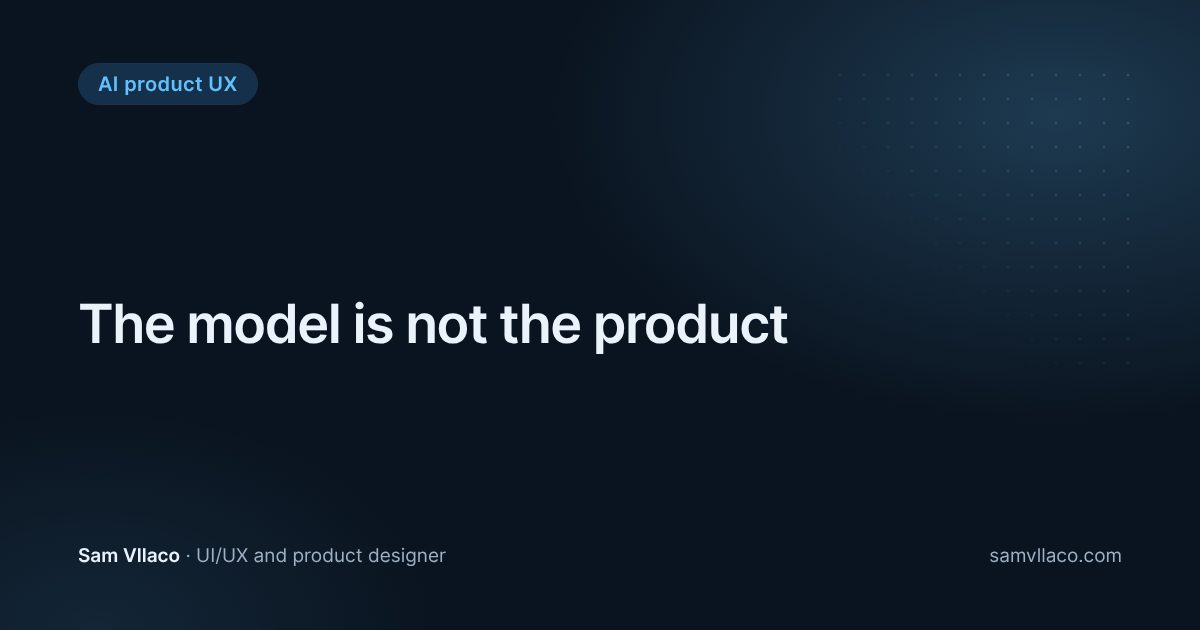 AI product UX
The model is not the product
Sam Vllaco · UI/UX and product designer
samvllaco.com